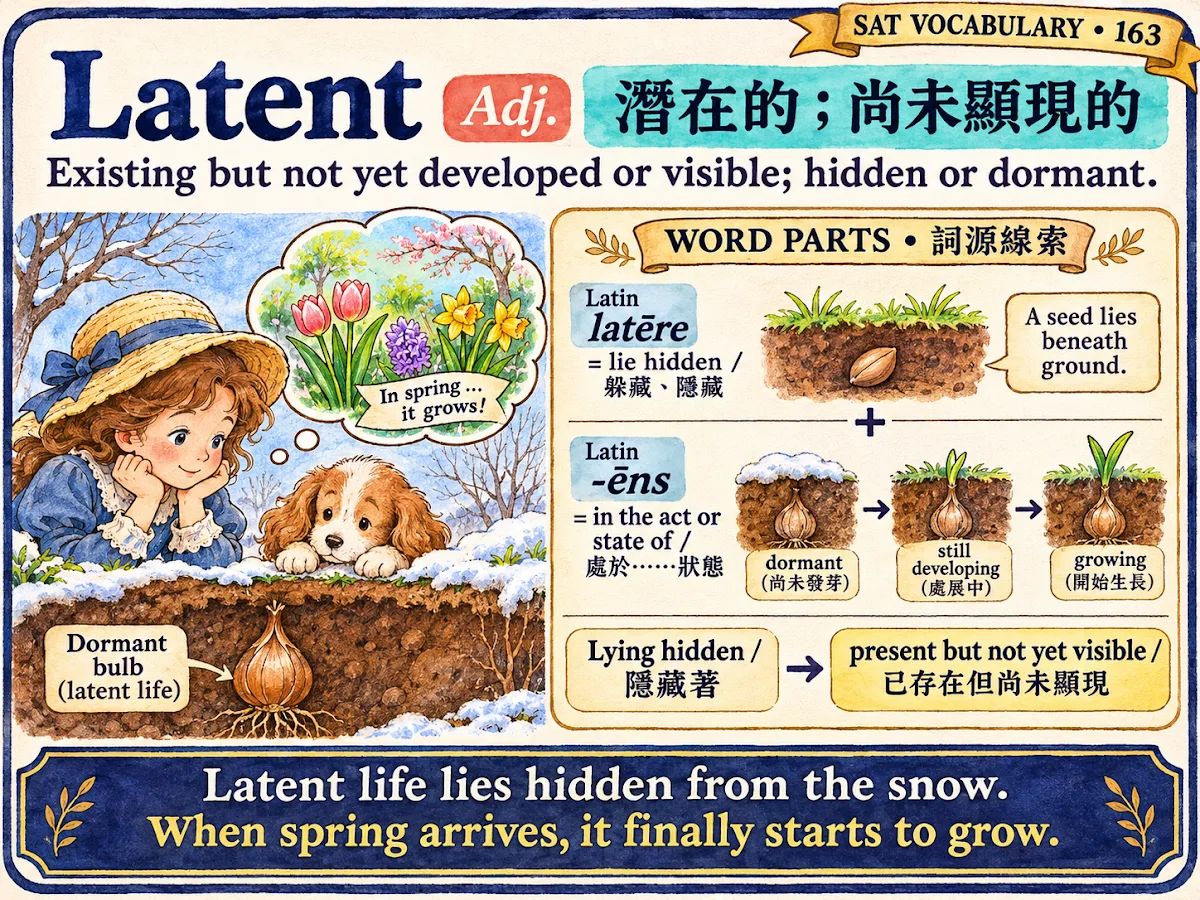 SAT VOCABULARY • 163
Latent
Adj.
潛在的；尚未顯現的
Existing but not yet developed or visible; hidden or dormant.
In spring ...
it grows!
Dormant
bulb
(latent life)
WORD PARTS • 詞源線索
Latin
latēre
= lie hidden /
躲藏、隱藏
A seed lies
beneath
ground.
+
Latin
-ēns
= in the act or
state of /
處於……狀態
dormant
(尚未發芽)
still
developing
(處展中)
growing
(開始生長)
Lying hidden /
隱藏著
present but not yet visible /
已存在但尚未顯現
Latent life lies hidden from the snow.
When spring arrives, it finally starts to grow.